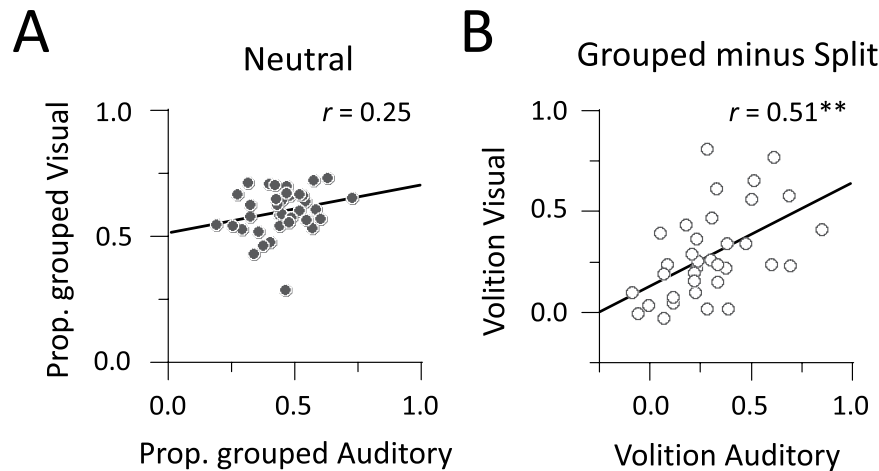 A
Neutral
r = 0.25
Prop. grouped Visual
1.0
0.5
0.0
0.0 0.5 1.0
Prop. grouped Auditory
B
Grouped minus Split
r = 0.51**
Volition Visual
1.0
0.5
0.0
0.0 0.5 1.0
Volition Auditory